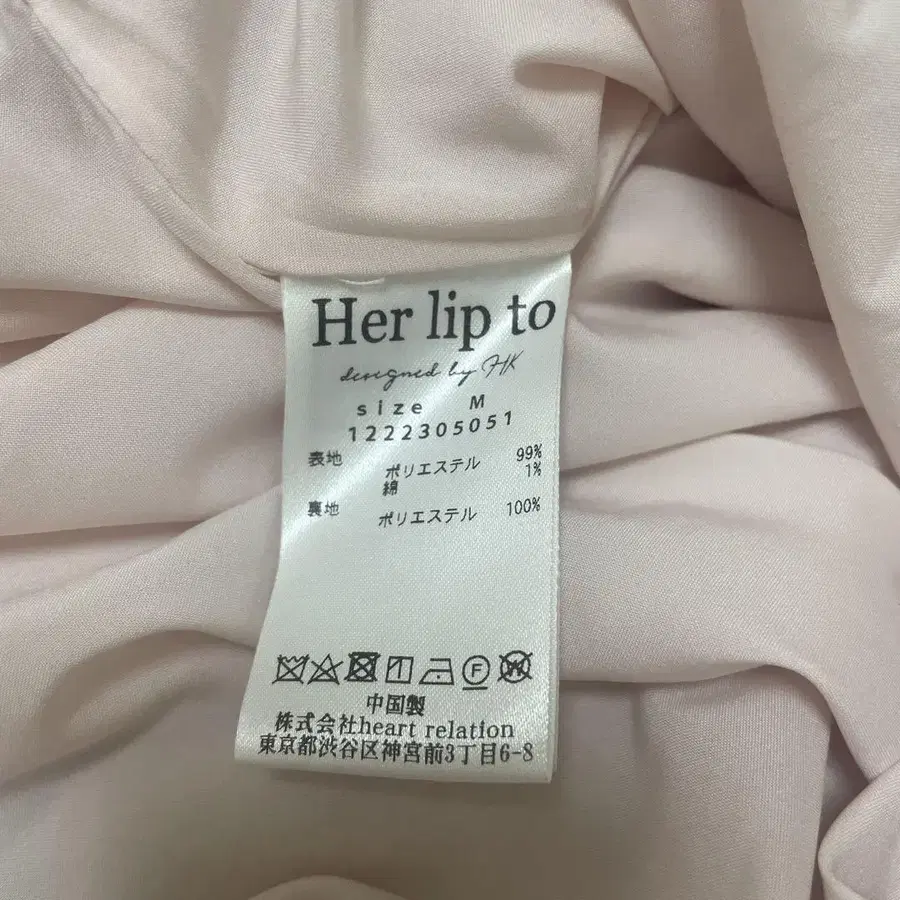 Her lip to
designed by HK
size M
1222305051
表地 ポリエステル 99%
綿 1%
裏地 ポリエステル 100%
中国製
株式会社heart relation
東京都渋谷区神宮前3丁目6-8